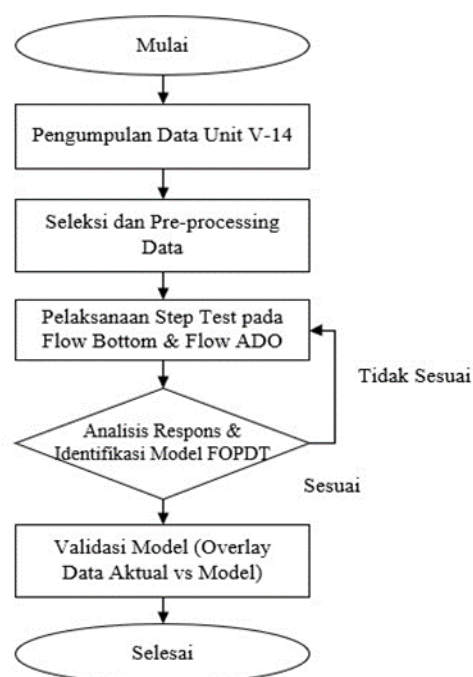 Mulai
Pengumpulan Data Unit V-14
Seleksi dan Pre-processing
Data
Pelaksanaan Step Test pada
Flow Bottom & Flow ADO
Tidak Sesuai
Analisis Respons &
Identifikasi Model FOPDT
Sesuai
Validasi Model (Overlay
Data Aktual vs Model)
Selesai